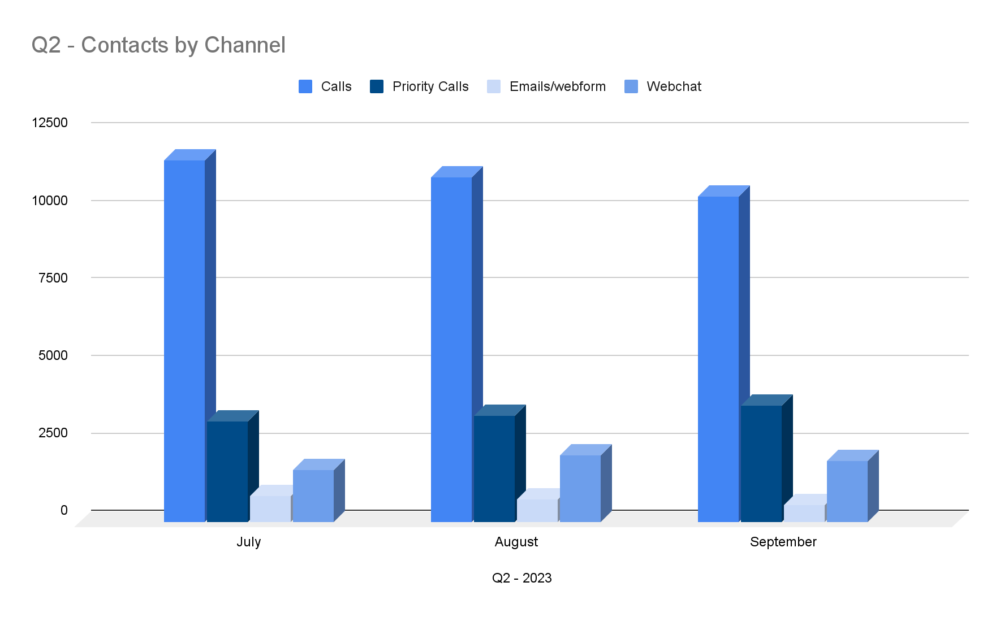 Q2 - Contacts by Channel
Calls Priority Calls Emails/webform Webchat
12500
10000
7500
5000
2500
0
July August September
Q2 - 2023